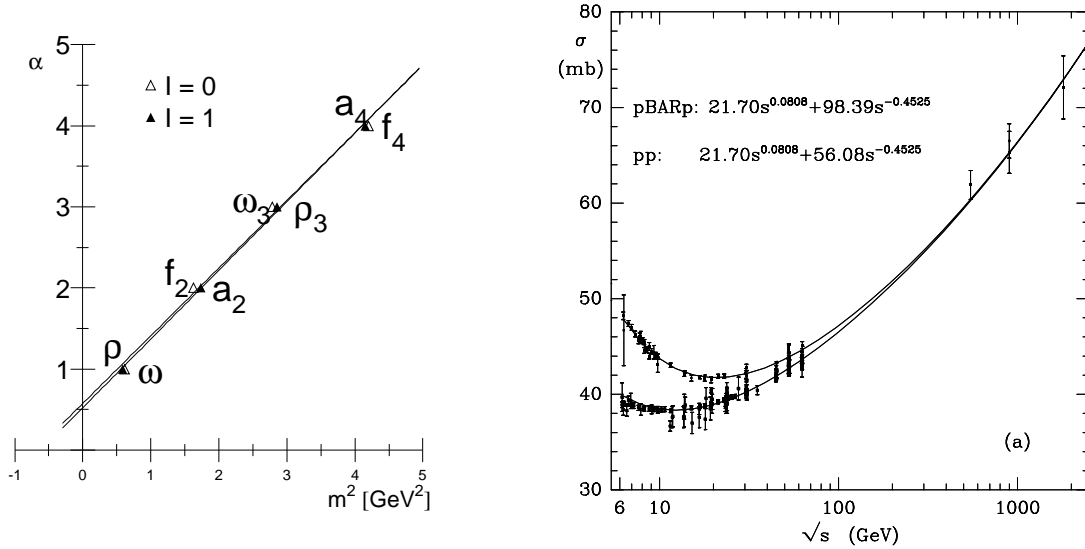 5
α
△ I = 0
▲ I = 1
a₄
4
f₄
3
ω₃
ρ₃
f₂
2
a₂
ρ
1
ω
-1 0 1 2 3 4 5
m² [GeV²]
80
σ
(mb)
pBARp: 21.70s^0.0808+98.39s^-0.4525
70
pp: 21.70s^0.0808+56.08s^-0.4525
60
50
40
(a)
30
6 10 100 1000
√s (GeV)